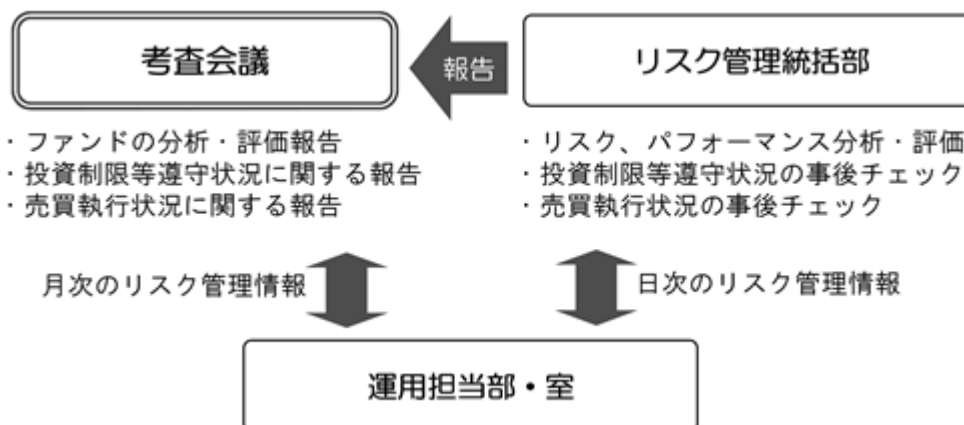 考査会議
報告
リスク管理統括部
・ファンドの分析・評価報告
・投資制限等遵守状況に関する報告
・売買執行状況に関する報告
・リスク、パフォーマンス分析・評価
・投資制限等遵守状況の事後チェック
・売買執行状況の事後チェック
月次のリスク管理情報
日次のリスク管理情報
運用担当部・室